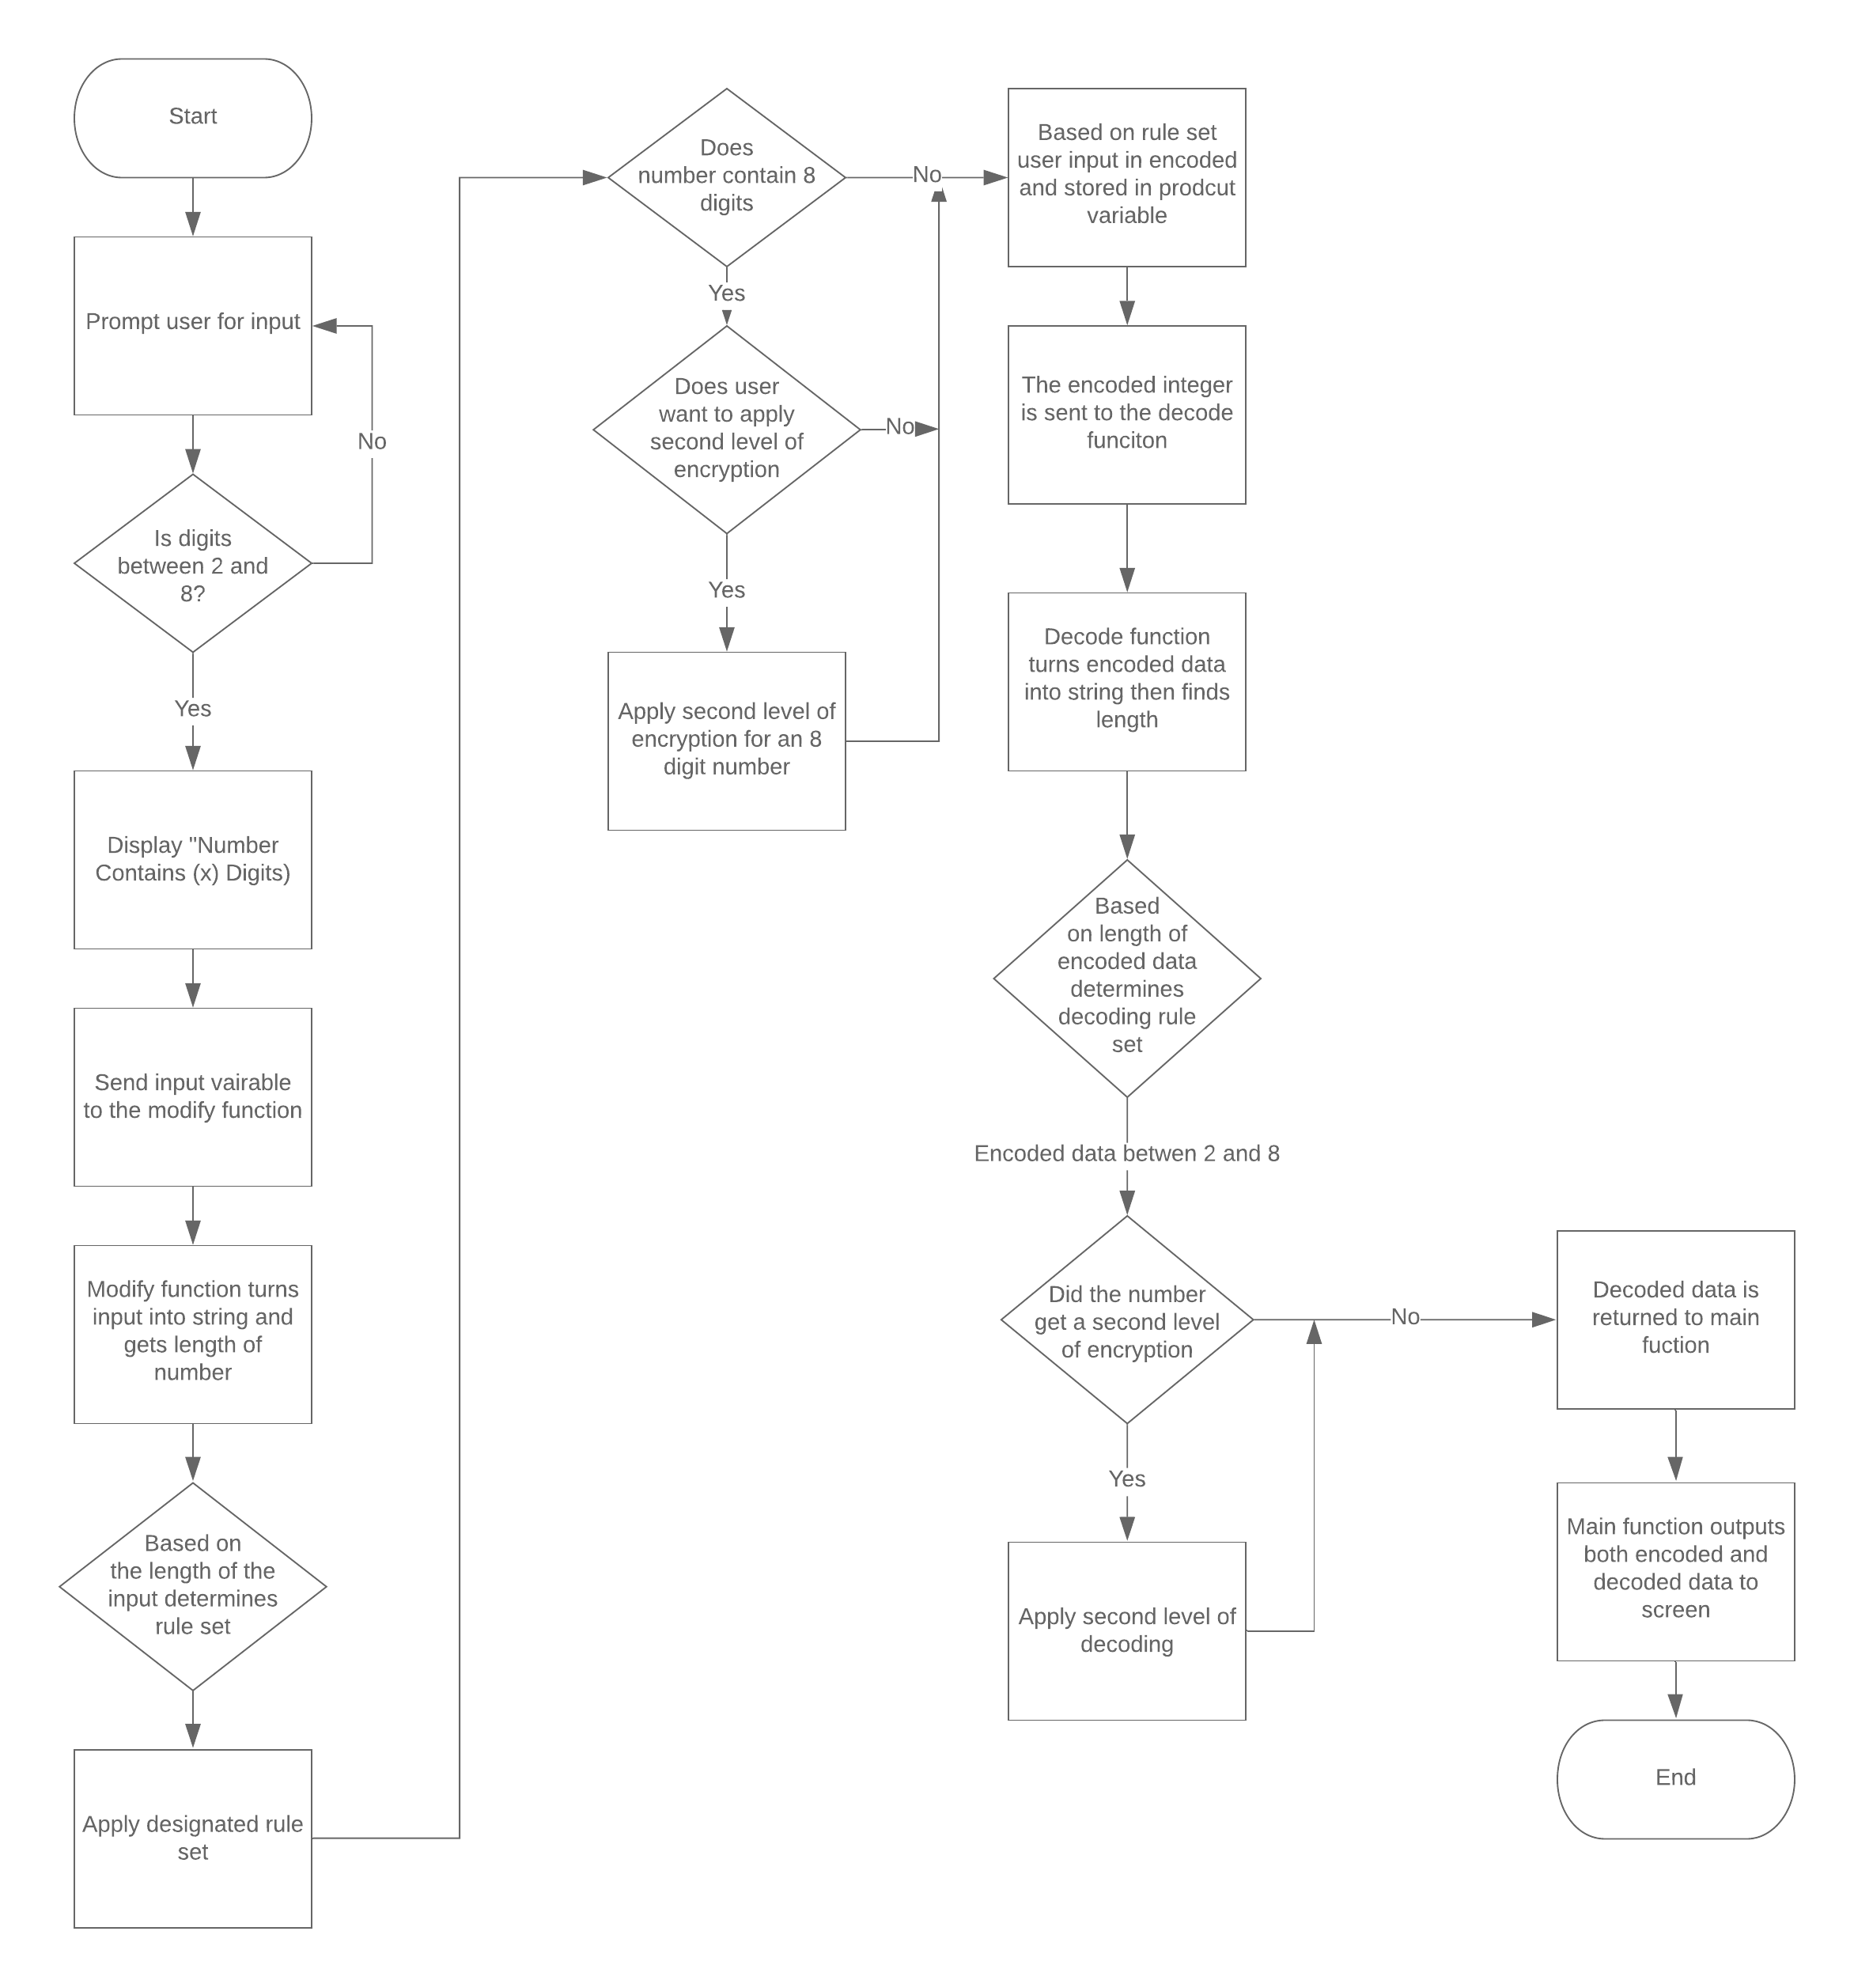 Start
Prompt user for input
No
Is digits
between 2 and
8?
Yes
Display "Number
Contains (x) Digits)
Send input vairable
to the modify function
Modify function turns
input into string and
gets length of
number
Based on
the length of the
input determines
rule set
Apply designated rule
set
Does
number contain 8
digits
No
Yes
Does user
want to apply
second level of
encryption
No
Yes
Apply second level of
encryption for an 8
digit number
Based on rule set
user input in encoded
and stored in prodcut
variable
The encoded integer
is sent to the decode
funciton
Decode function
turns encoded data
into string then finds
length
Based
on length of
encoded data
determines
decoding rule
set
Encoded data betwen 2 and 8
Did the number
get a second level
of encryption
No
Yes
Apply second level of
decoding
Decoded data is
returned to main
fuction
Main function outputs
both encoded and
decoded data to
screen
End